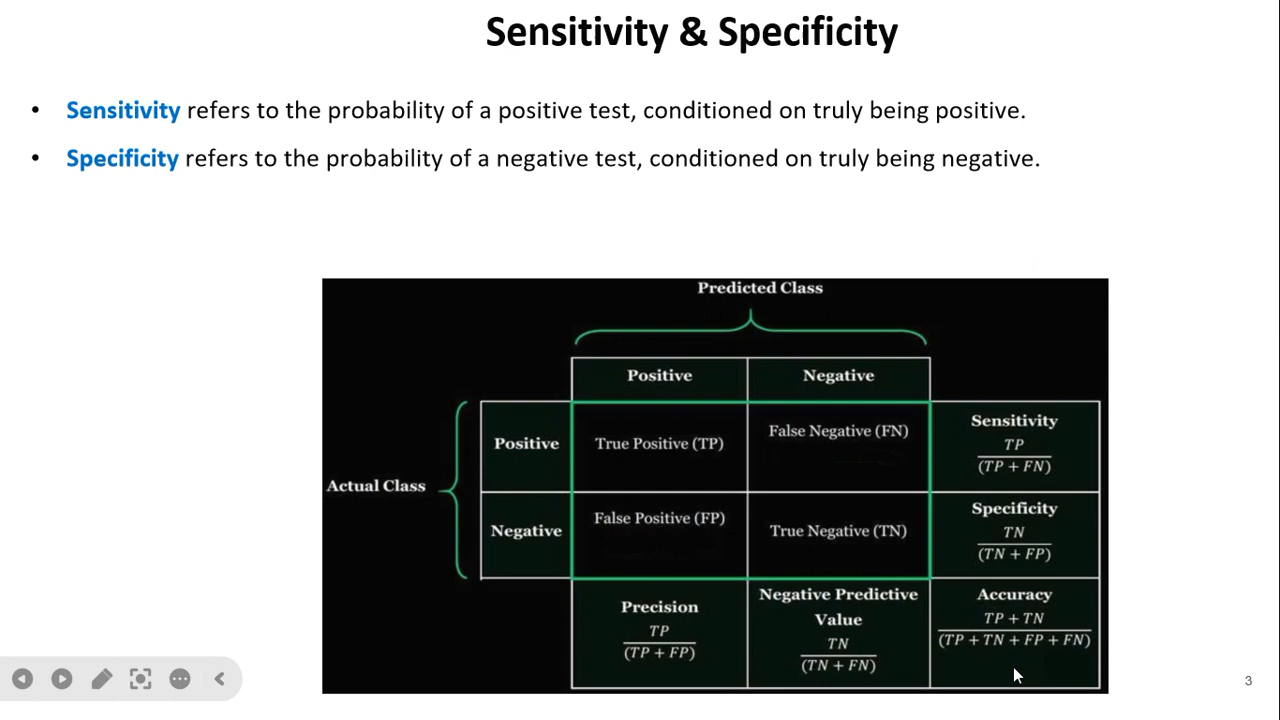 Sensitivity & Specificity
• Sensitivity refers to the probability of a positive test, conditioned on truly being positive.
• Specificity refers to the probability of a negative test, conditioned on truly being negative.
Predicted Class
Positive Negative
Actual Class
Positive True Positive (TP) False Negative (FN) Sensitivity
TP
(TP + FN)
Negative False Positive (FP) True Negative (TN) Specificity
TN
(TN + FP)
Precision
TP
(TP + FP)
Negative Predictive
Value
TN
(TN + FN)
Accuracy
TP + TN
(TP + TN + FP + FN)
3